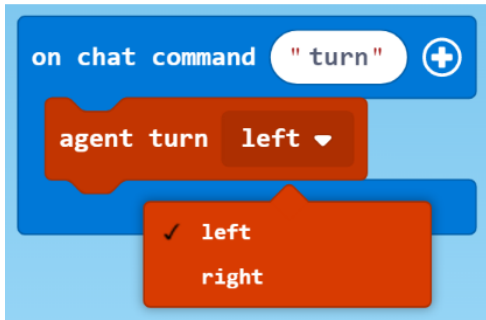 on chat command "turn"
agent turn left
left
right